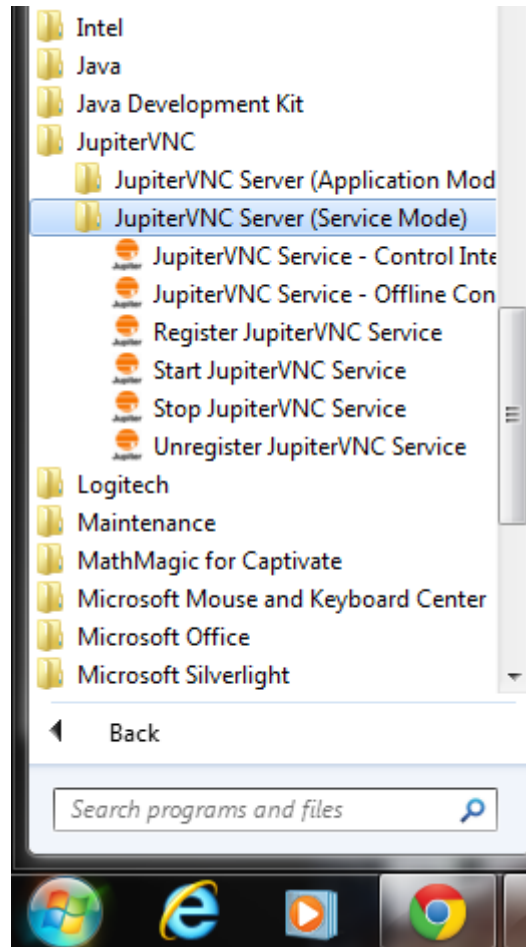 Intel
Java
Java Development Kit
JupiterVNC
JupiterVNC Server (Application Mod
JupiterVNC Server (Service Mode)
JupiterVNC Service - Control Inte
JupiterVNC Service - Offline Con
Register JupiterVNC Service
Start JupiterVNC Service
Stop JupiterVNC Service
Unregister JupiterVNC Service
Logitech
Maintenance
MathMagic for Captivate
Microsoft Mouse and Keyboard Center
Microsoft Office
Microsoft Silverlight
Back
Search programs and files